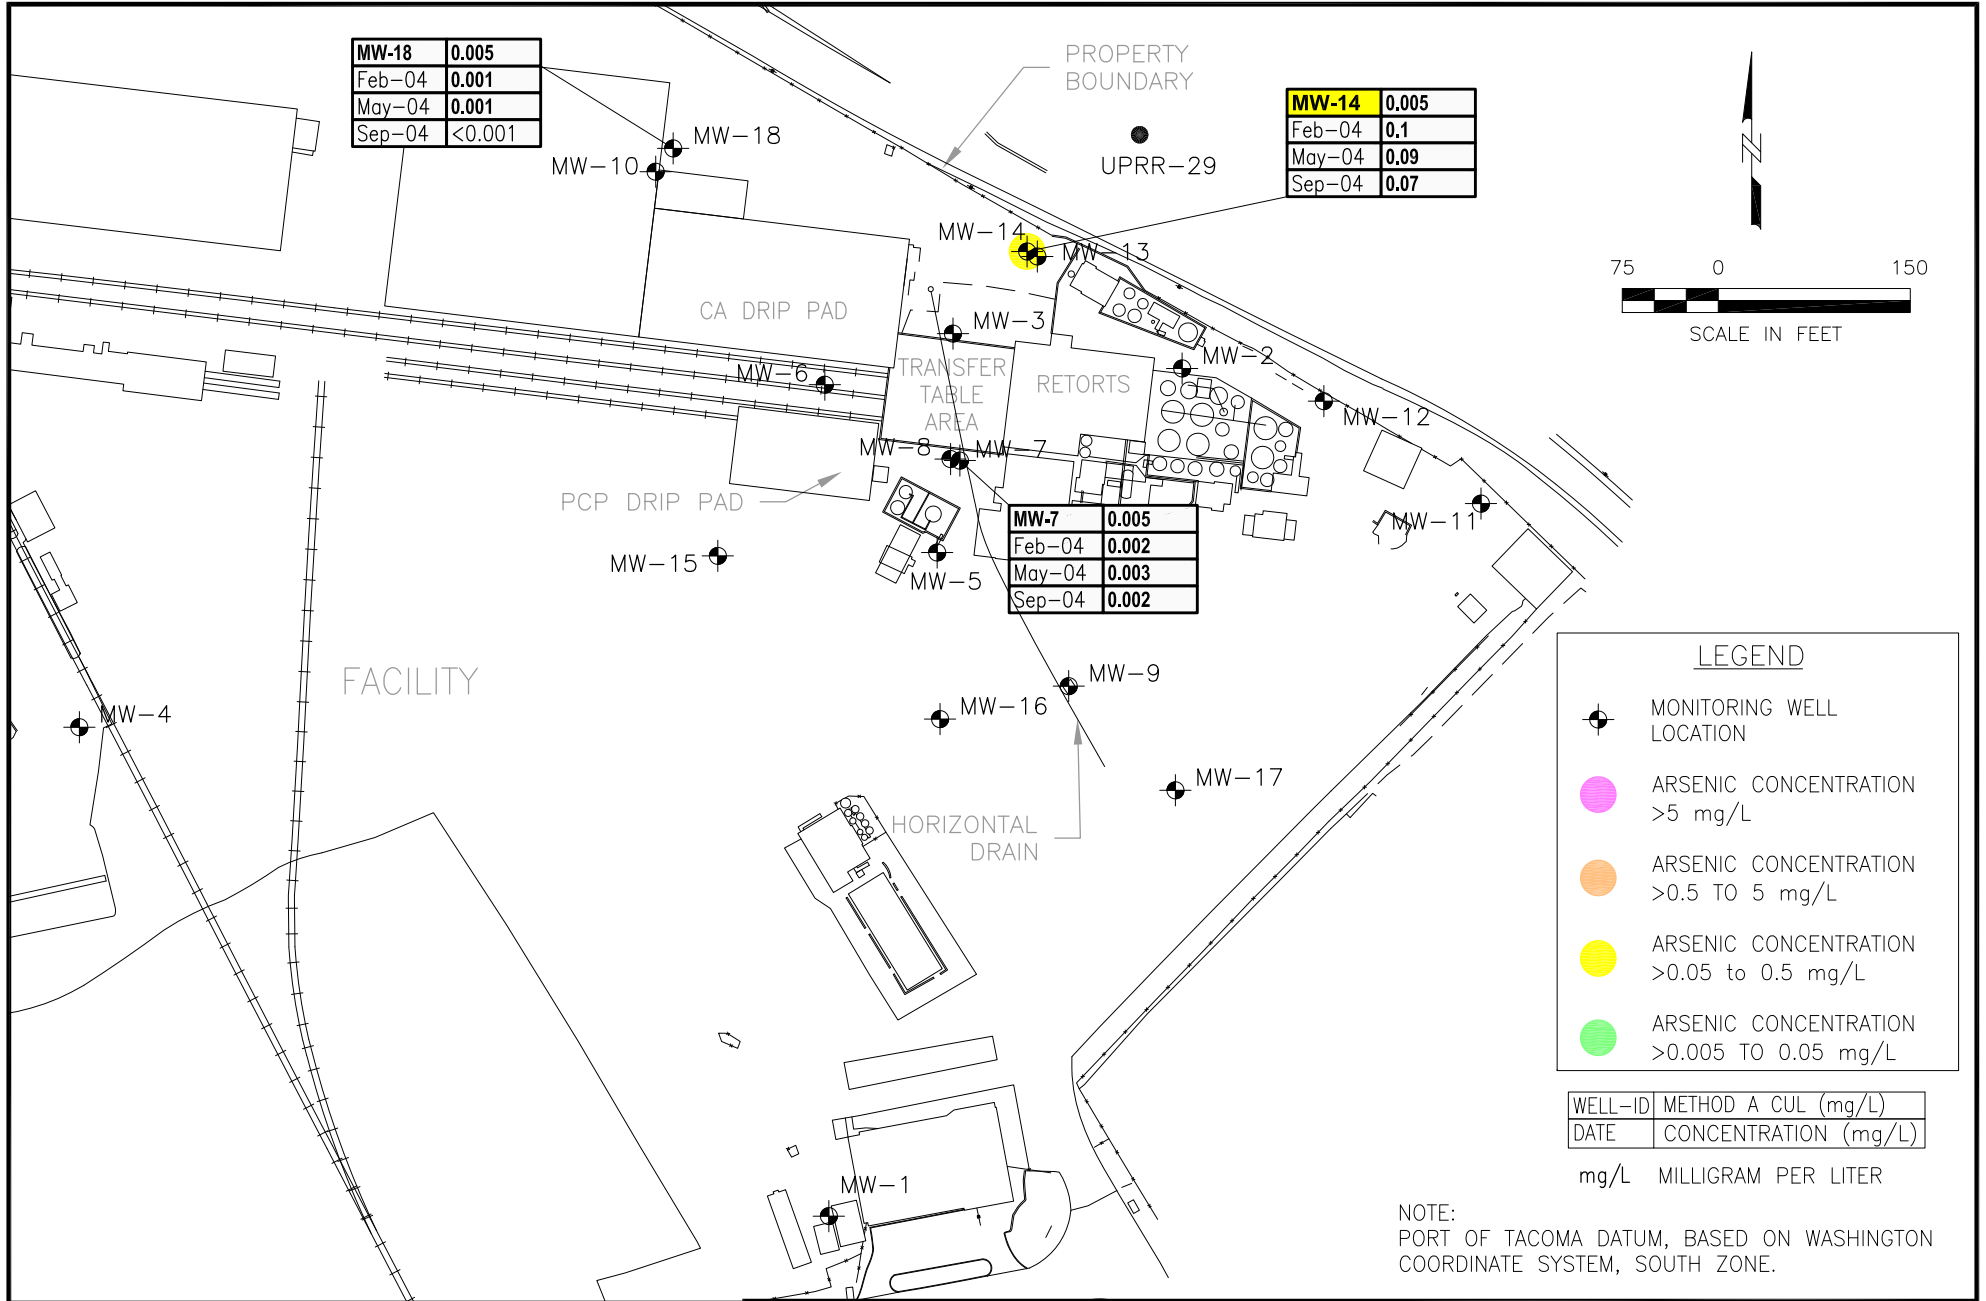 MW-18 0.005
Feb-04 0.001
May-04 0.001
Sep-04 <0.001
PROPERTY
BOUNDARY
MW-14 0.005
Feb-04 0.1
May-04 0.09
Sep-04 0.07
UPRR-29
MW-18
MW-10
MW-14
MW-13
N
75 0 150
SCALE IN FEET
CA DRIP PAD
MW-3
MW-2
MW-6
TRANSFER
TABLE
AREA
RETORTS
MW-12
MW-8
MW-7
PCP DRIP PAD
MW-11
MW-7 0.005
Feb-04 0.002
May-04 0.003
Sep-04 0.002
MW-15
MW-5
FACILITY
MW-4
MW-9
MW-16
MW-17
HORIZONTAL
DRAIN
MW-1
LEGEND
MONITORING WELL
LOCATION
ARSENIC CONCENTRATION
>5 mg/L
ARSENIC CONCENTRATION
>0.5 TO 5 mg/L
ARSENIC CONCENTRATION
>0.05 to 0.5 mg/L
ARSENIC CONCENTRATION
>0.005 TO 0.05 mg/L
WELL-ID METHOD A CUL (mg/L)
DATE CONCENTRATION (mg/L)
mg/L MILLIGRAM PER LITER
NOTE:
PORT OF TACOMA DATUM, BASED ON WASHINGTON
COORDINATE SYSTEM, SOUTH ZONE.